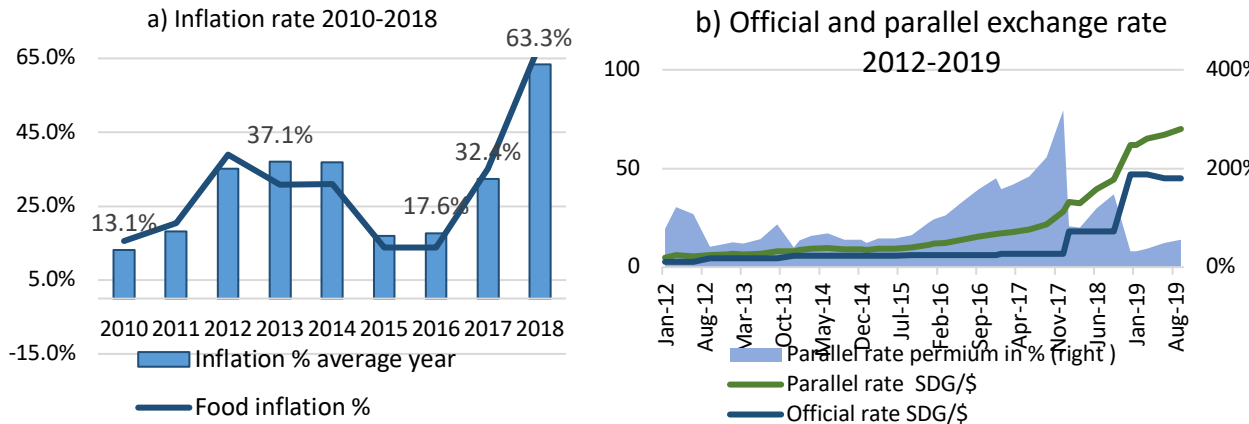 a) Inflation rate 2010-2018
65.0%
45.0%
25.0%
5.0%
-15.0%
13.1%
37.1%
17.6%
32.4%
63.3%
2010 2011 2012 2013 2014 2015 2016 2017 2018
Inflation % average year
Food inflation %
b) Official and parallel exchange rate
2012-2019
100
50
0
400%
200%
0%
Jan-12
Aug-12
Mar-13
Oct-13
May-14
Dec-14
Jul-15
Feb-16
Sep-16
Apr-17
Nov-17
Jun-18
Jan-19
Aug-19
Parallel rate permium in % (right )
Parallel rate SDG/$
Official rate SDG/$